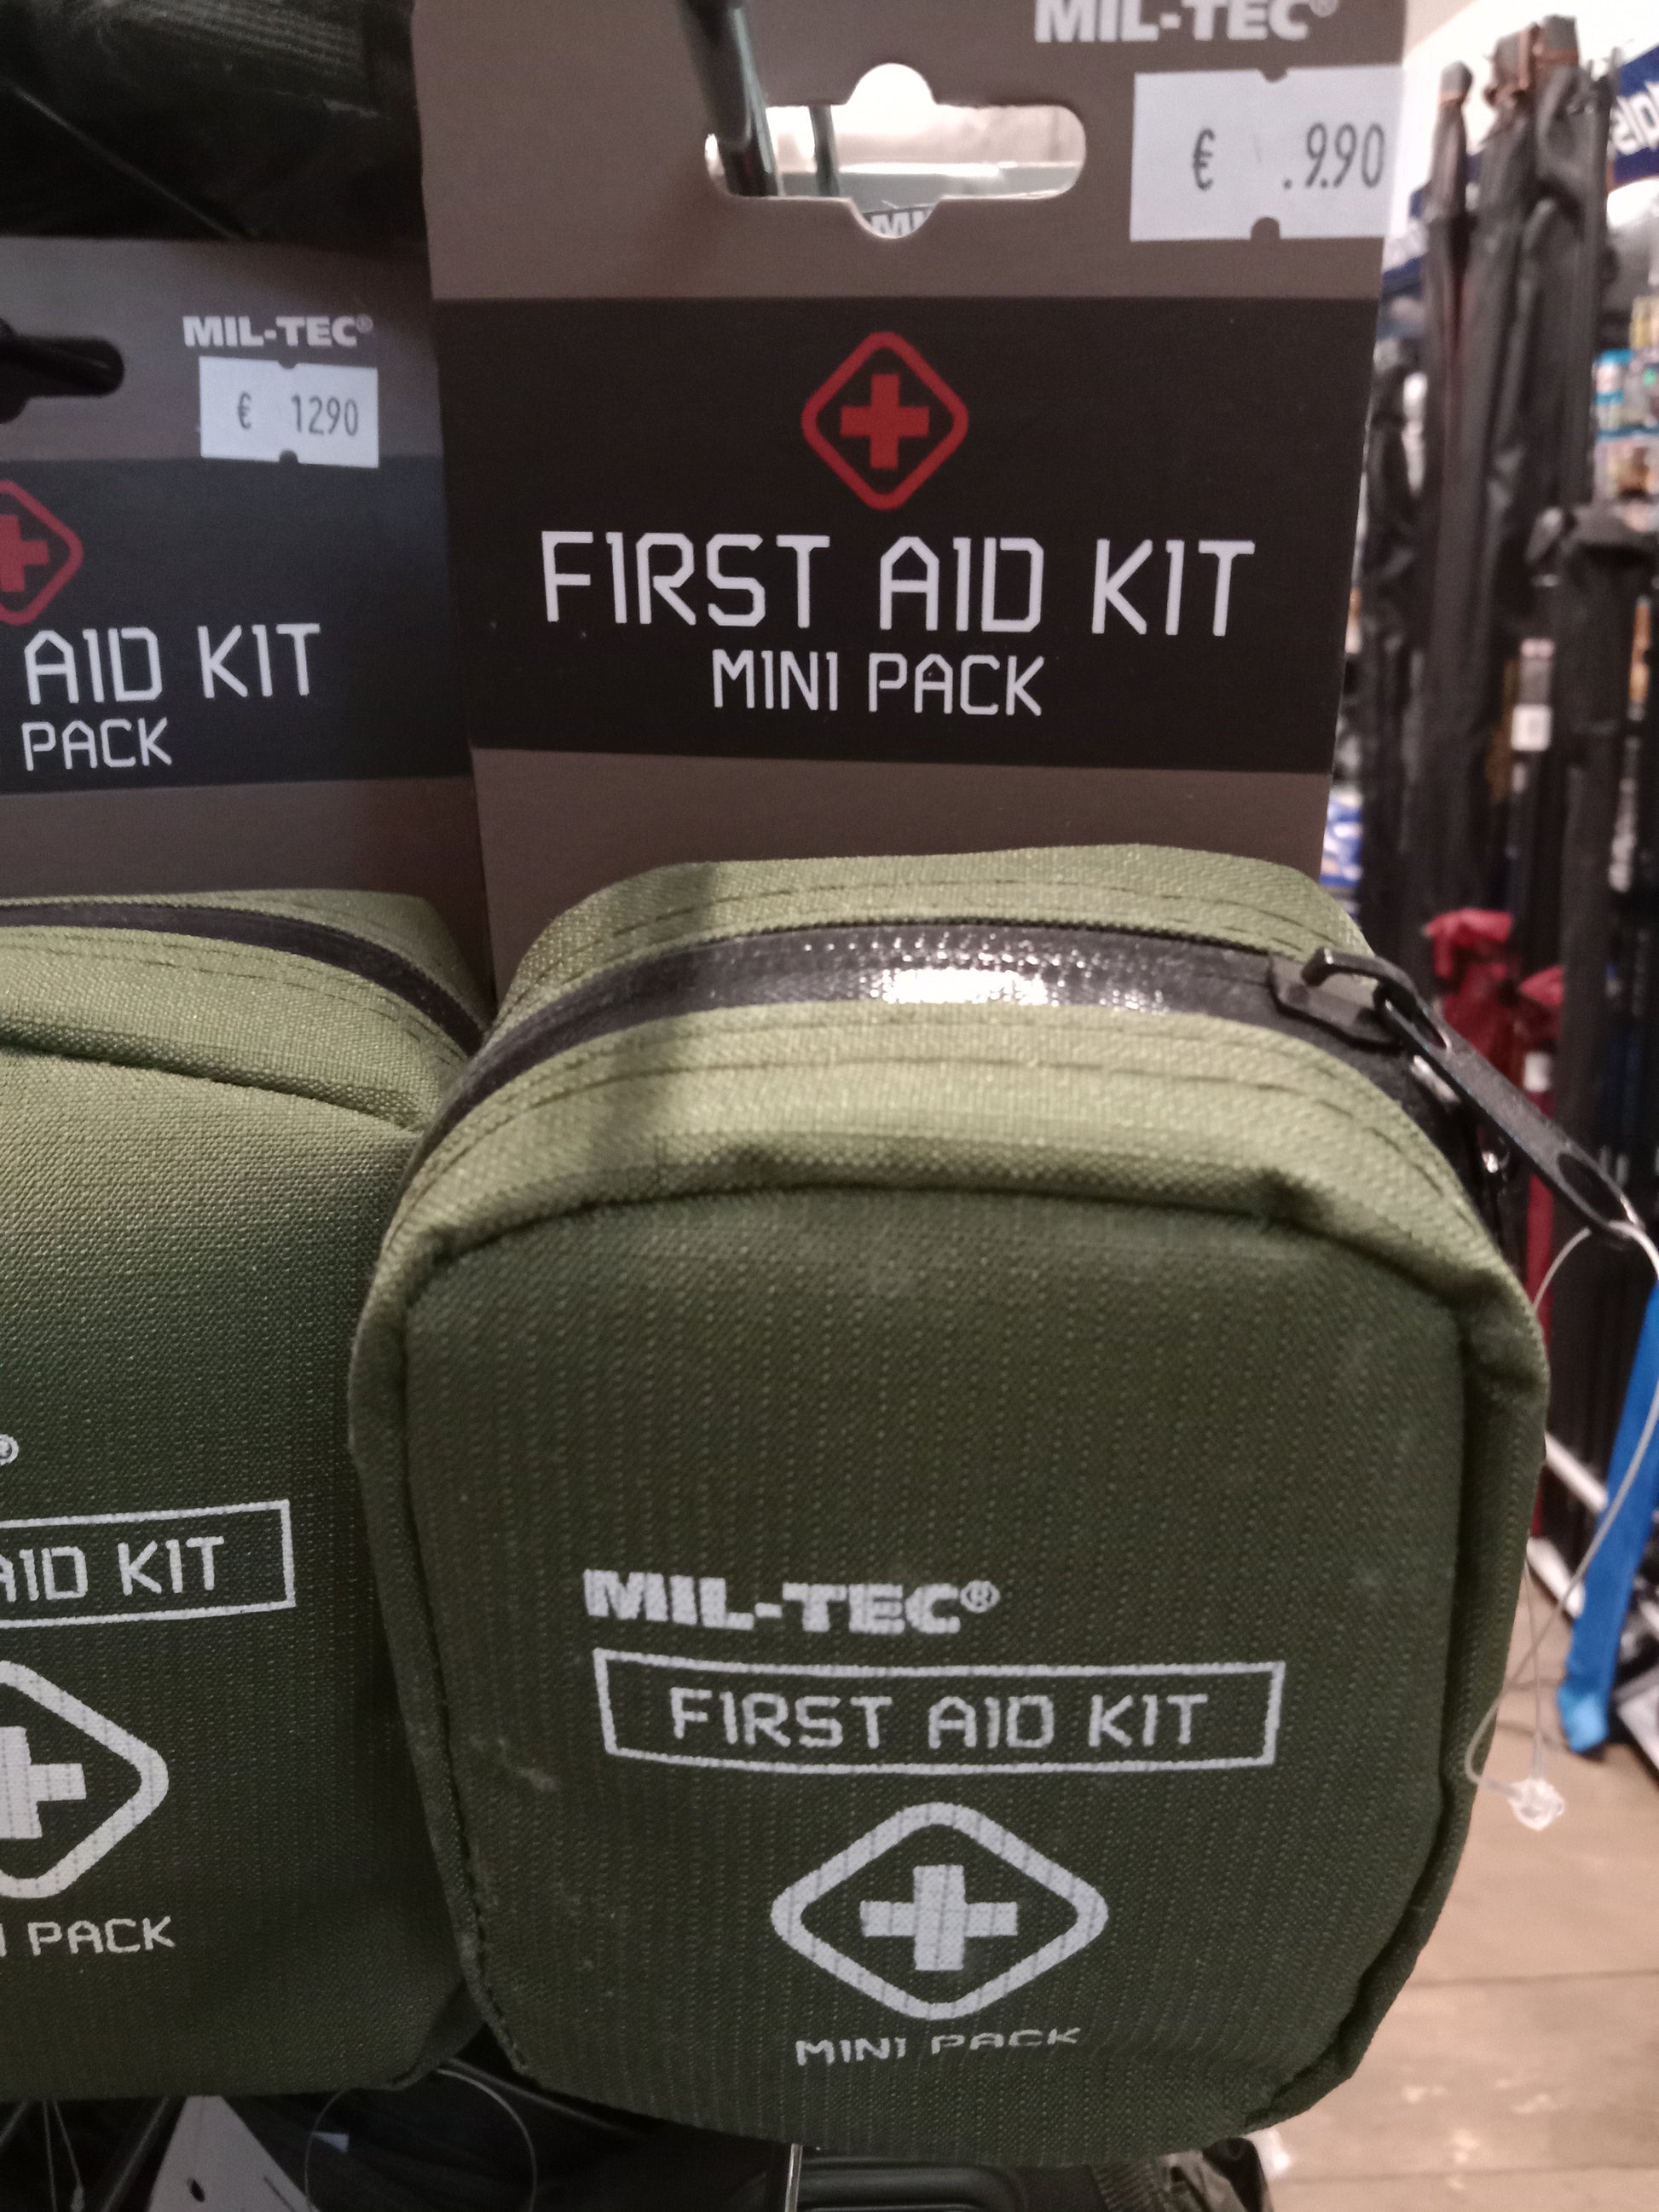 MIL-TEC®
€ .9.90
FIRST AID KIT
MINI PACK
MIL-TEC®
€ 1290
AID KIT
PACK
MIL-TEC®
FIRST AID KIT
MINI PACK
®
AID KIT
PACK